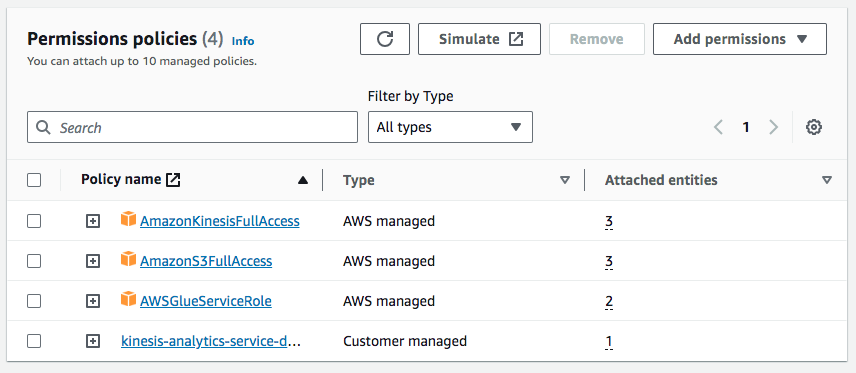 Permissions policies (4) Info
You can attach up to 10 managed policies.
Simulate
Remove
Add permissions
Filter by Type
Search
All types
1
Policy name Type Attached entities
AmazonKinesisFullAccess AWS managed 3
AmazonS3FullAccess AWS managed 3
AWSGlueServiceRole AWS managed 2
kinesis-analytics-service-d... Customer managed 1